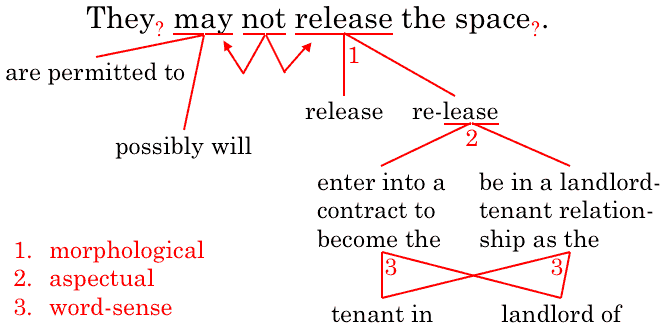 They? may not release the space?.
1
are permitted to
release re-lease
possibly will
2
enter into a be in a landlord-
contract to tenant relation-
become the ship as the
3 3
1. morphological
2. aspectual
3. word-sense
tenant in landlord of